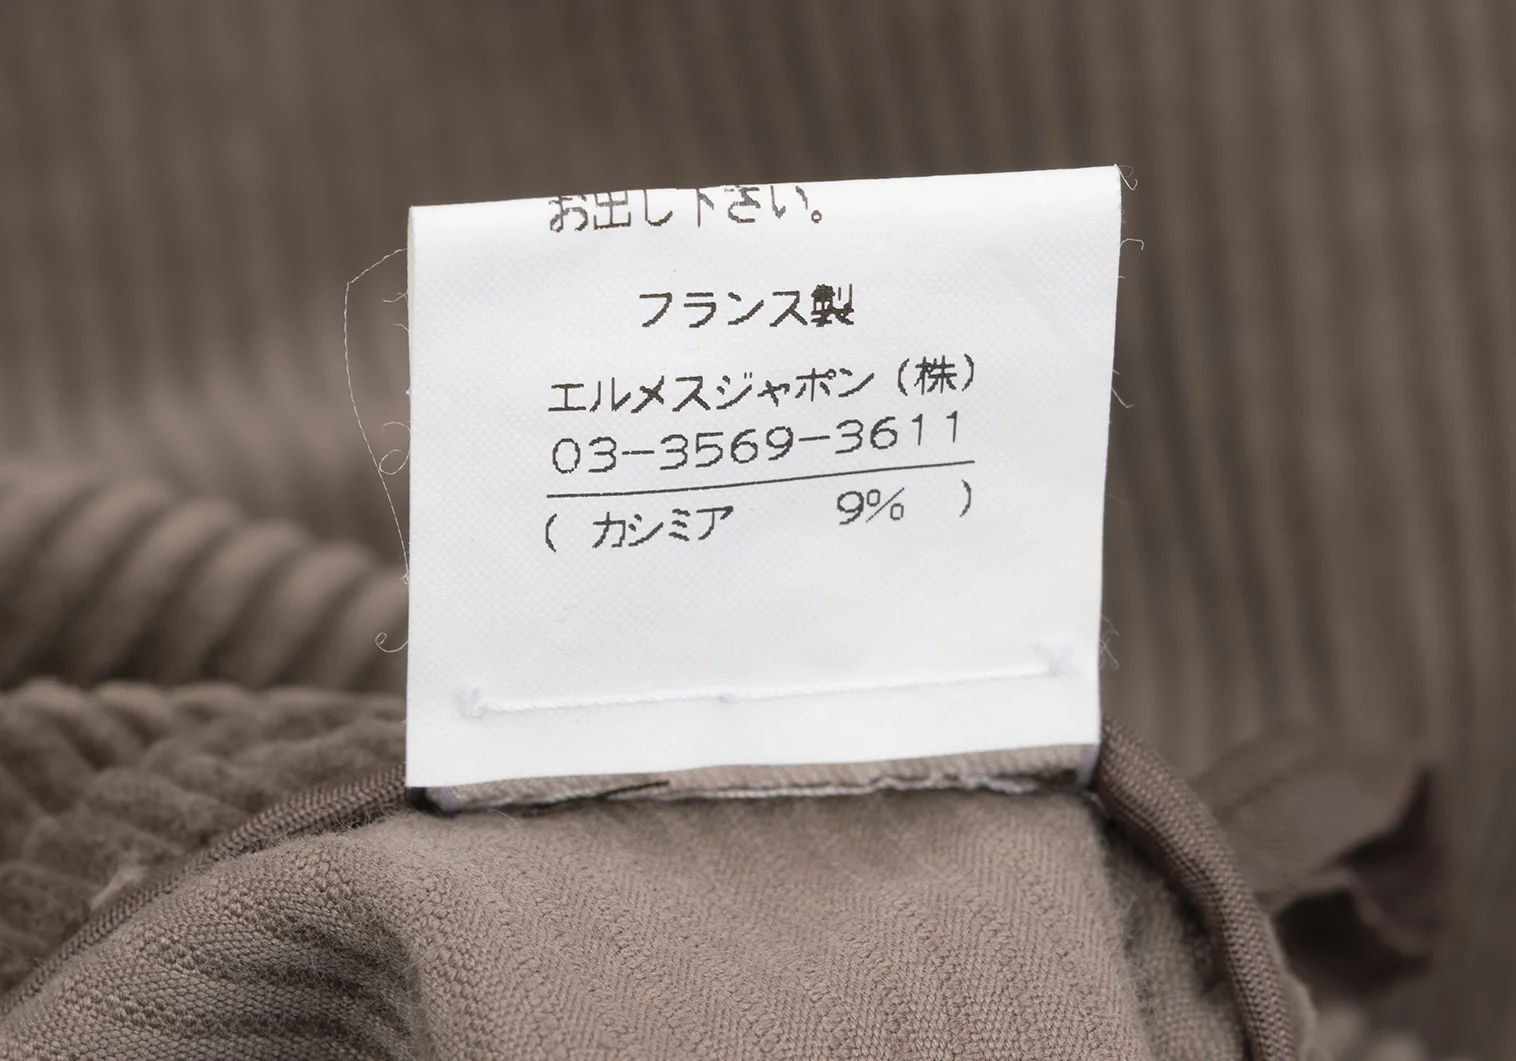 お出し下さい。
フランス製
エルメスジャポン(株)
03-3569-3611
( カシミア 9% )